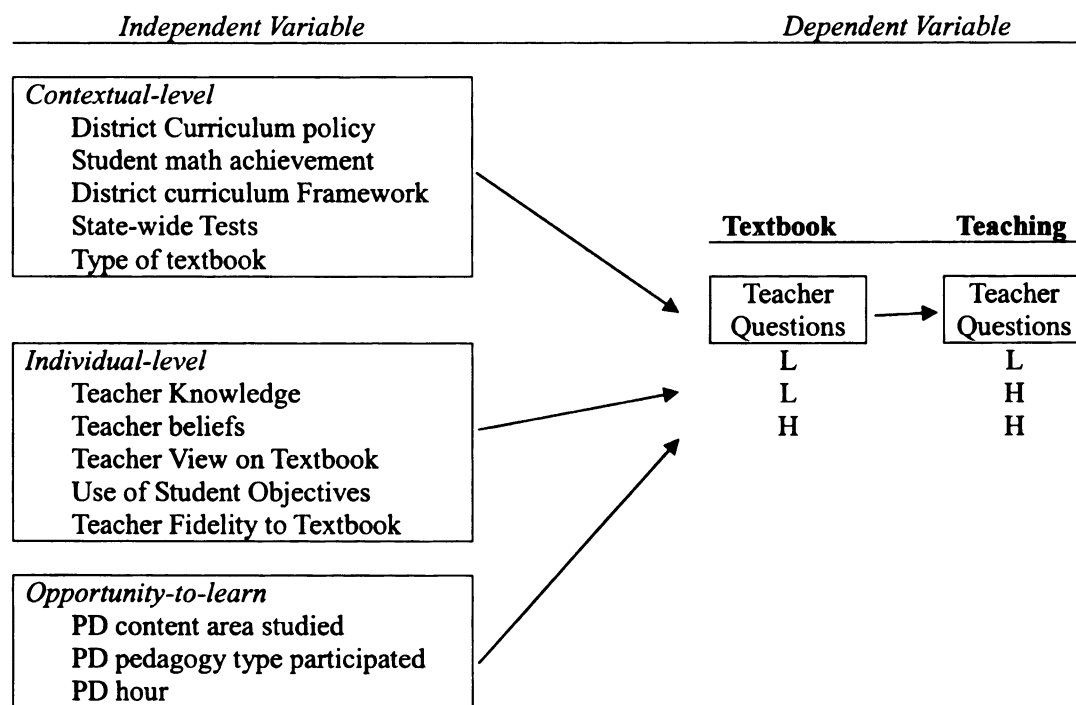 Independent Variable
Dependent Variable
Contextual-level
District Curriculum policy
Student math achievement
District curriculum Framework
State-wide Tests
Type of textbook
Individual-level
Teacher Knowledge
Teacher beliefs
Teacher View on Textbook
Use of Student Objectives
Teacher Fidelity to Textbook
Opportunity-to-learn
PD content area studied
PD pedagogy type participated
PD hour
Textbook Teaching
Teacher Teacher
Questions Questions
L L
L H
H H